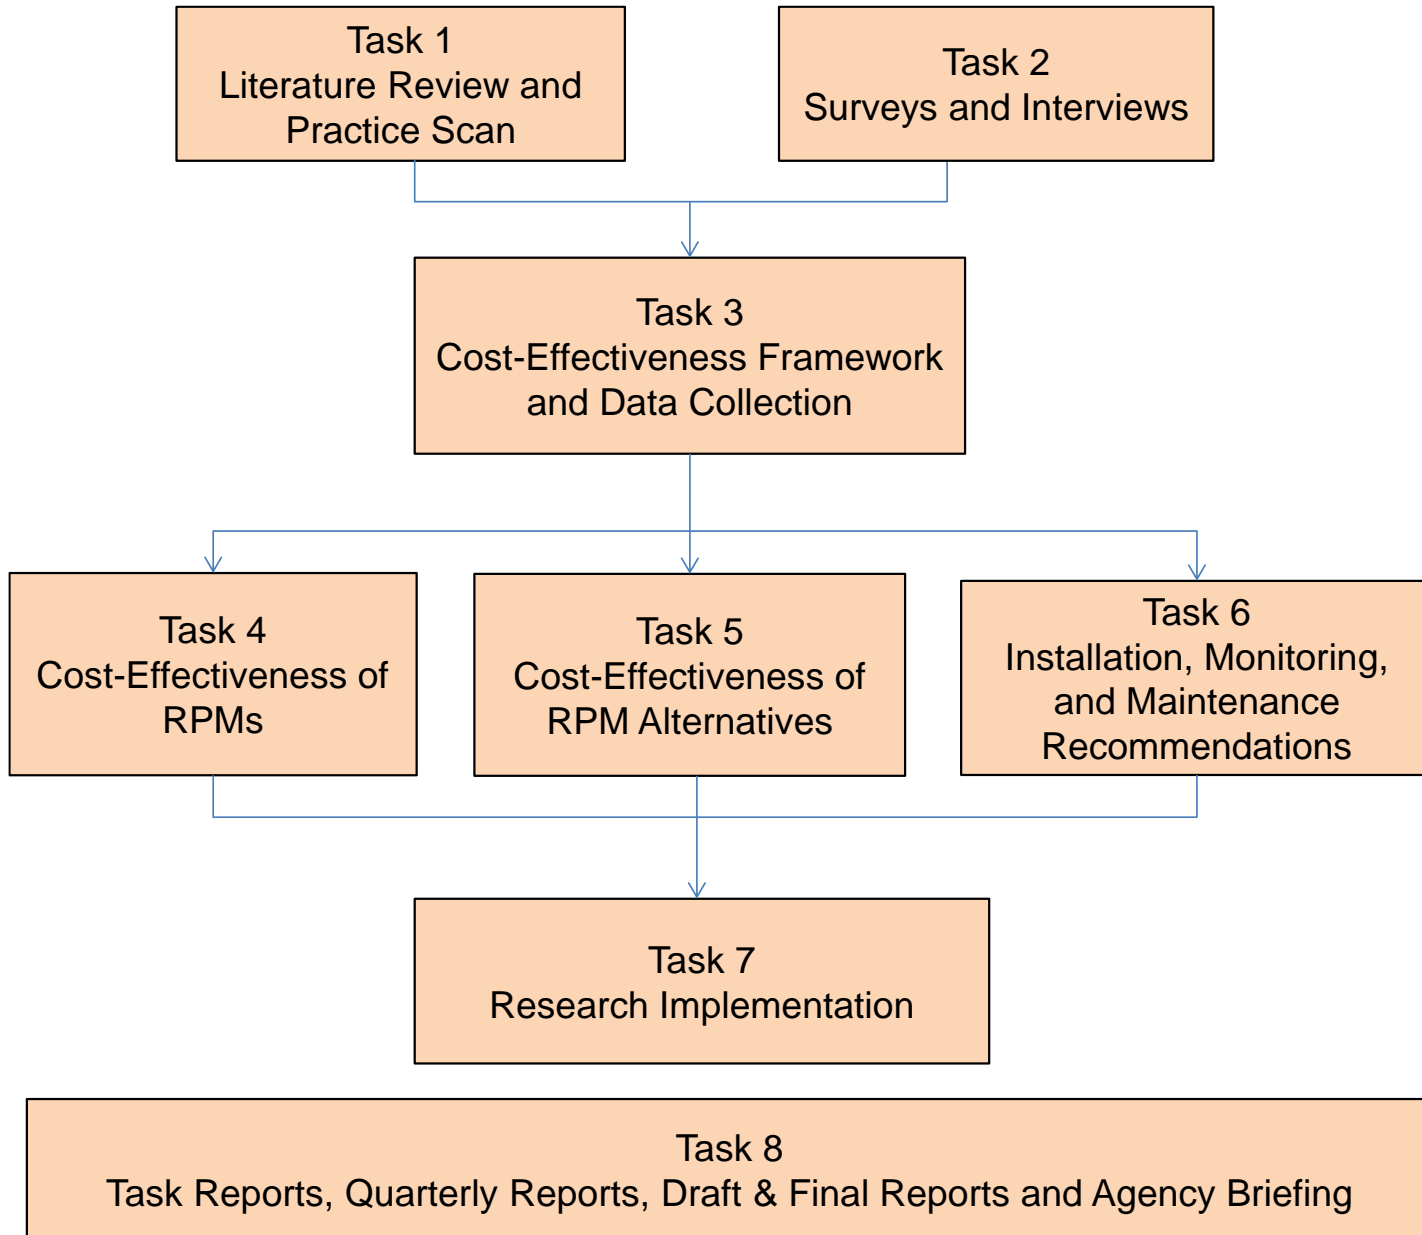 Task 1
Literature Review and
Practice Scan
Task 2
Surveys and Interviews
Task 3
Cost-Effectiveness Framework
and Data Collection
Task 4
Cost-Effectiveness of
RPMs
Task 5
Cost-Effectiveness of
RPM Alternatives
Task 6
Installation, Monitoring,
and Maintenance
Recommendations
Task 7
Research Implementation
Task 8
Task Reports, Quarterly Reports, Draft & Final Reports and Agency Briefing